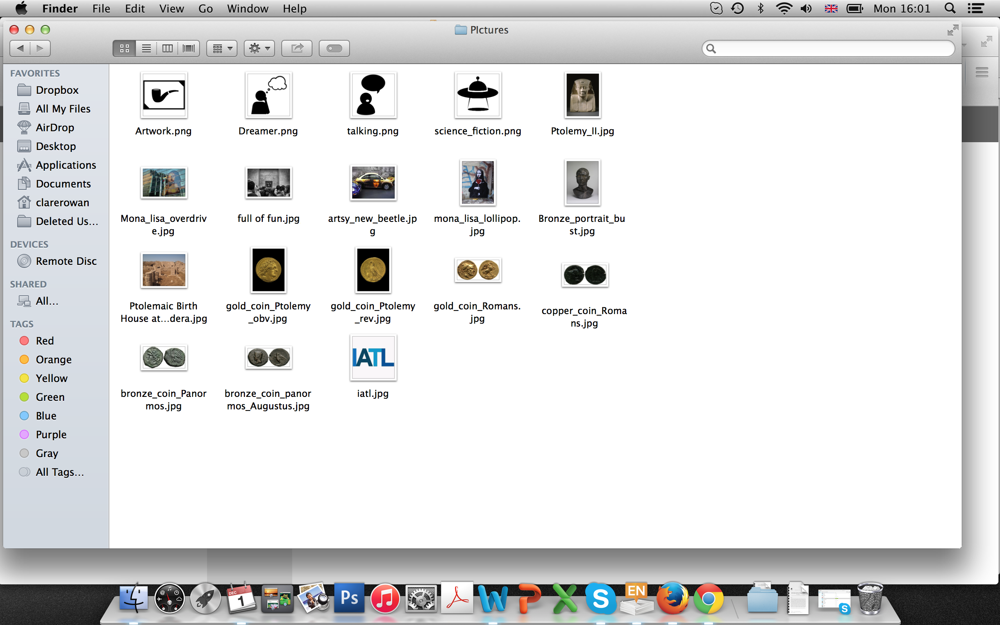 Finder File Edit View Go Window Help Mon 16:01
PIctures
FAVORITES
Dropbox
All My Files
AirDrop
Desktop
Applications
Documents
clarerowan
Deleted Us...
DEVICES
Remote Disc
SHARED
All...
TAGS
Red
Orange
Yellow
Green
Blue
Purple
Gray
All Tags...
Artwork.png
Dreamer.png
talking.png
science_fiction.png
Ptolemy_II.jpg
Mona_lisa_overdriv
e.jpg
full of fun.jpg
artsy_new_beetle.jp
g
mona_lisa_lollipop.
jpg
Bronze_portrait_bu
st.jpg
Ptolemaic Birth
House at...dera.jpg
gold_coin_Ptolemy
_obv.jpg
gold_coin_Ptolemy
_rev.jpg
gold_coin_Romans.
jpg
copper_coin_Roma
ns.jpg
bronze_coin_Panor
mos.jpg
bronze_coin_panor
mos_Augustus.jpg
IATL
iatl.jpg
DEC
1
Ps
W
P
X
S
EN
S